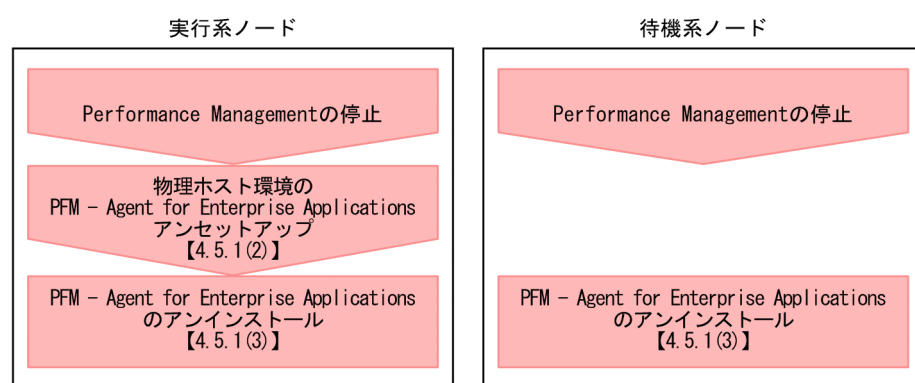 実行系ノード
Performance Managementの停止
物理ホスト環境の
PFM - Agent for Enterprise Applications
アンセットアップ
【4.5.1(2)】
PFM - Agent for Enterprise Applications
のアンインストール
【4.5.1(3)】
待機系ノード
Performance Managementの停止
PFM - Agent for Enterprise Applications
のアンインストール
【4.5.1(3)】